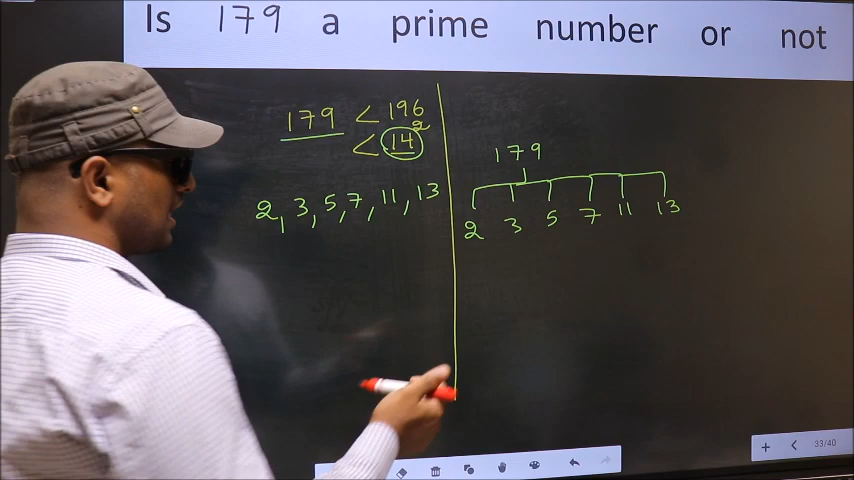 Is 179 a prime number or not
179 < 196
< 14²
2, 3, 5, 7, 11, 13
179
2 3 5 7 11 13
33/40